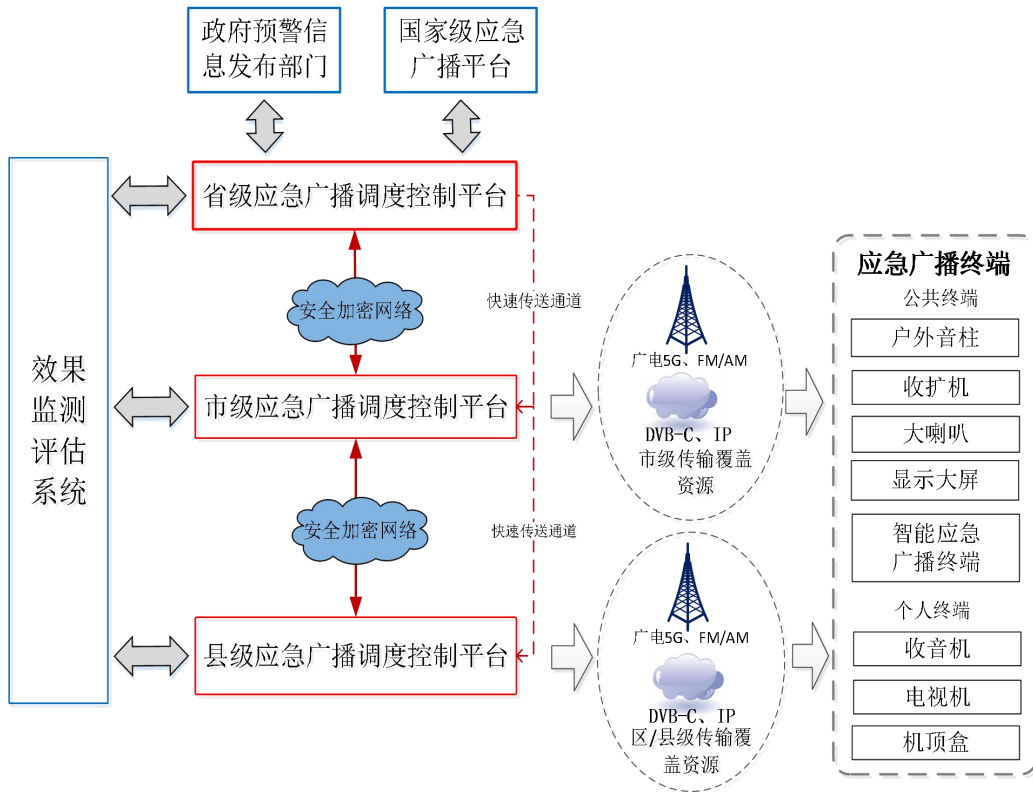 政府预警信
息发布部门
国家级应急
广播平台
效果
监测
评估
系统
省级应急广播调度控制平台
安全加密网络
快速传送通道
市级应急广播调度控制平台
安全加密网络
快速传送通道
县级应急广播调度控制平台
广电5G、FM/AM
DVB-C、IP
市级传输覆盖
资源
广电5G、FM/AM
DVB-C、IP
区/县级传输覆
盖资源
应急广播终端
公共终端
户外音柱
收扩机
大喇叭
显示大屏
智能应急
广播终端
个人终端
收音机
电视机
机顶盒